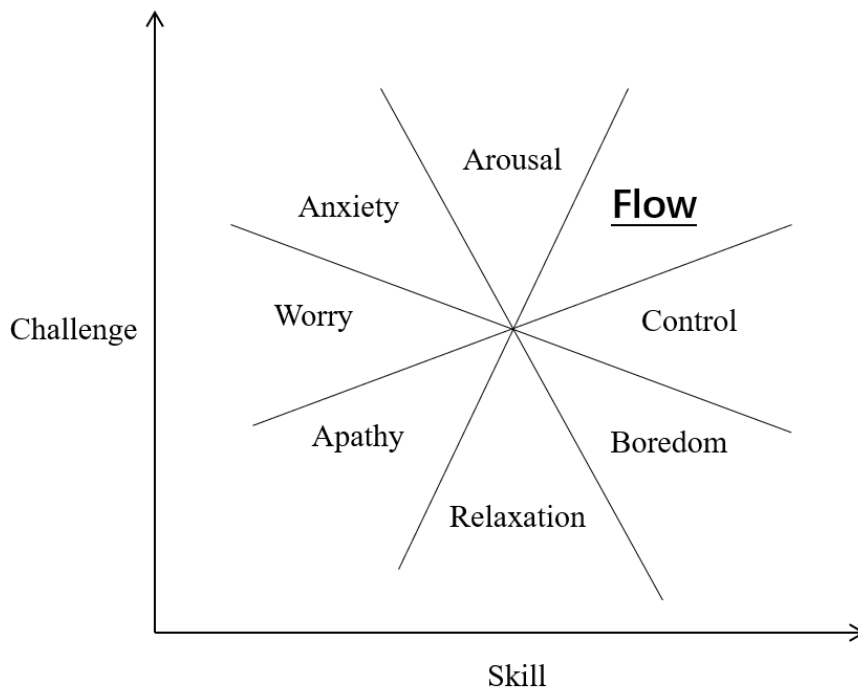 Arousal
Anxiety
Flow
Worry
Control
Challenge
Apathy
Boredom
Relaxation
Skill